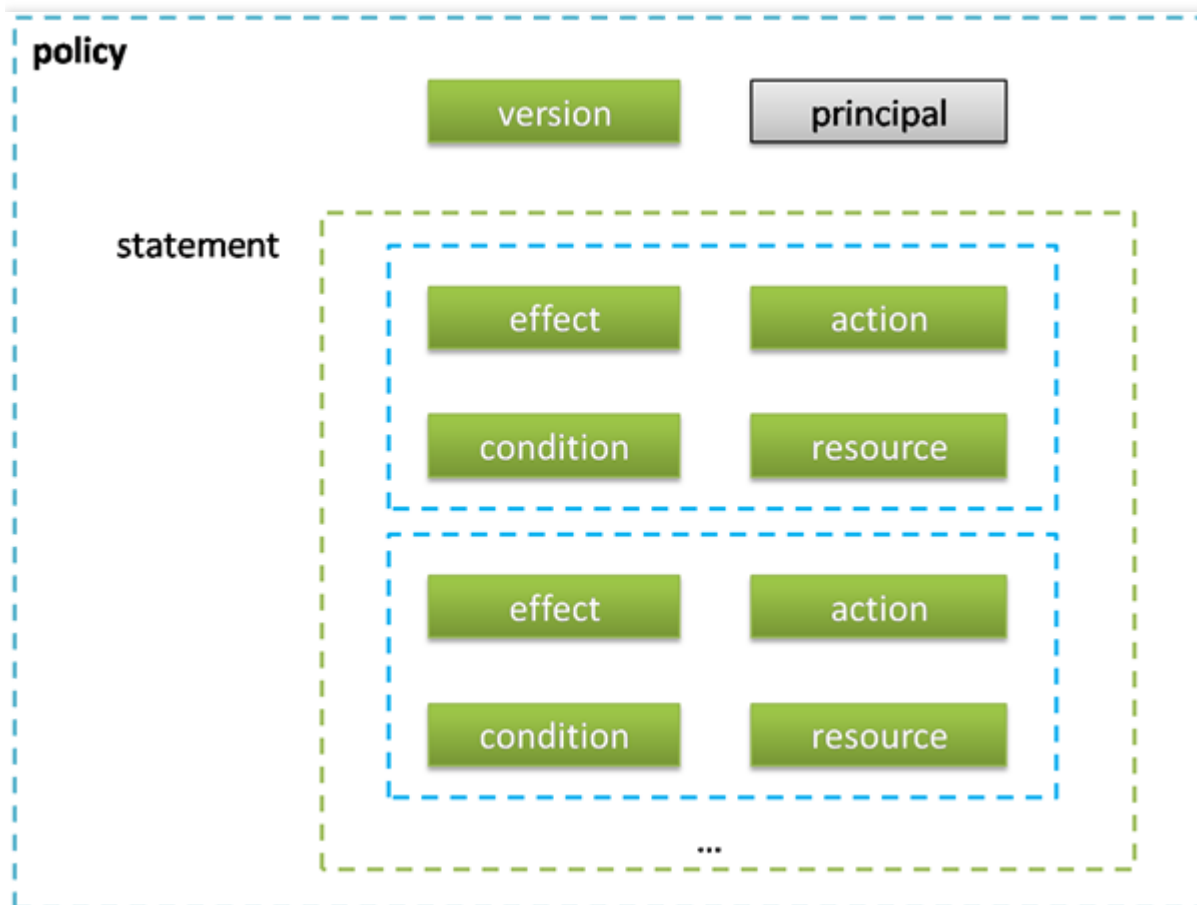 policy
version principal
statement
effect action
condition resource
effect action
condition resource
...